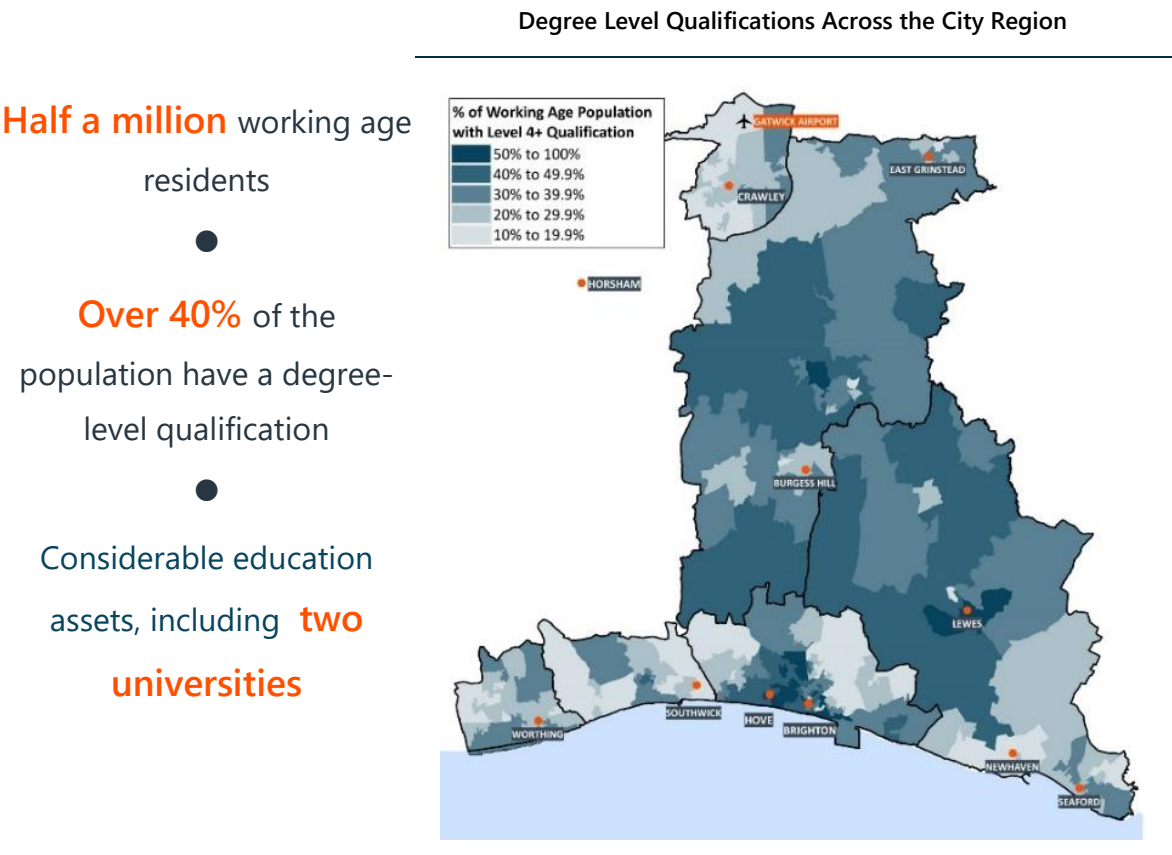 Degree Level Qualifications Across the City Region
Half a million working age
residents
●
Over 40% of the
population have a degree-
level qualification
●
Considerable education
assets, including two
universities
% of Working Age Population
with Level 4+ Qualification
50% to 100%
40% to 49.9%
30% to 39.9%
20% to 29.9%
10% to 19.9%
GATWICK AIRPORT
EAST GRINSTEAD
CRAWLEY
HORSHAM
BURGESS HILL
LEWES
SOUTHWICK
HOVE
BRIGHTON
WORTHING
NEWHAVEN
SEAFORD